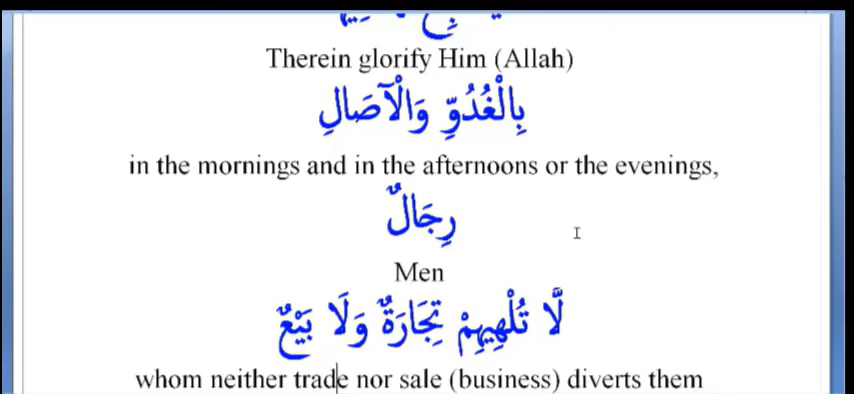 Therein glorify Him (Allah)
بِالْغُدُوِّ وَالْآصَالِ
in the mornings and in the afternoons or the evenings,
رِجَالٌ
Men
لَّا تُلْهِيهِمْ تِجَارَةٌ وَلَا بَيْعٌ
whom neither trade nor sale (business) diverts them